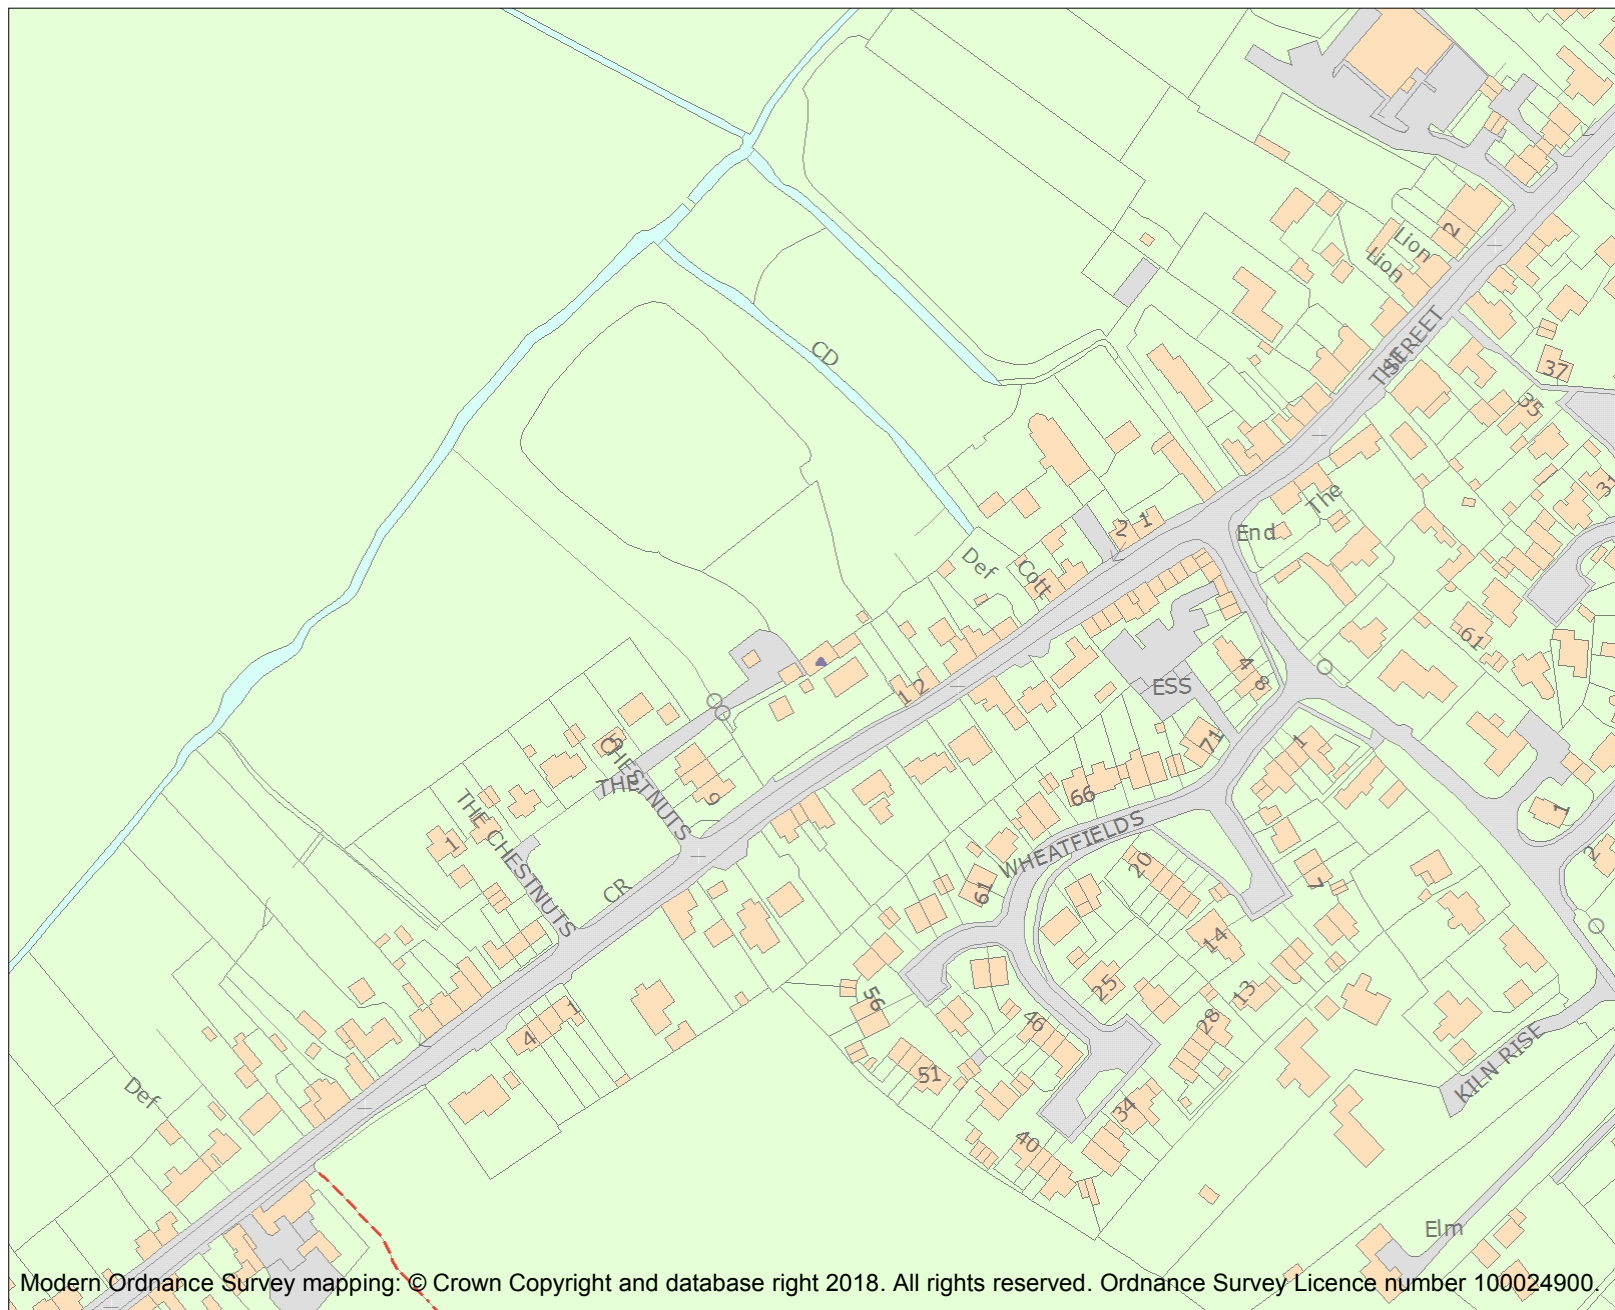 2
Lion
Lion
THE STREET
37
35
31
CD
The
End
2 1
Def
Cott
61
4
8
ESS
71
1
1 2
THE
CHESTNUTS
9
66
1
WHEATFIELDS
THE CHESTNUTS
1
CR
20
2
61
7
14
56
25
13
46
28
4
1
51
34
KILN RISE
Def
40
Elm
Modern Ordnance Survey mapping: © Crown Copyright and database right 2018. All rights reserved. Ordnance Survey Licence number 100024900.